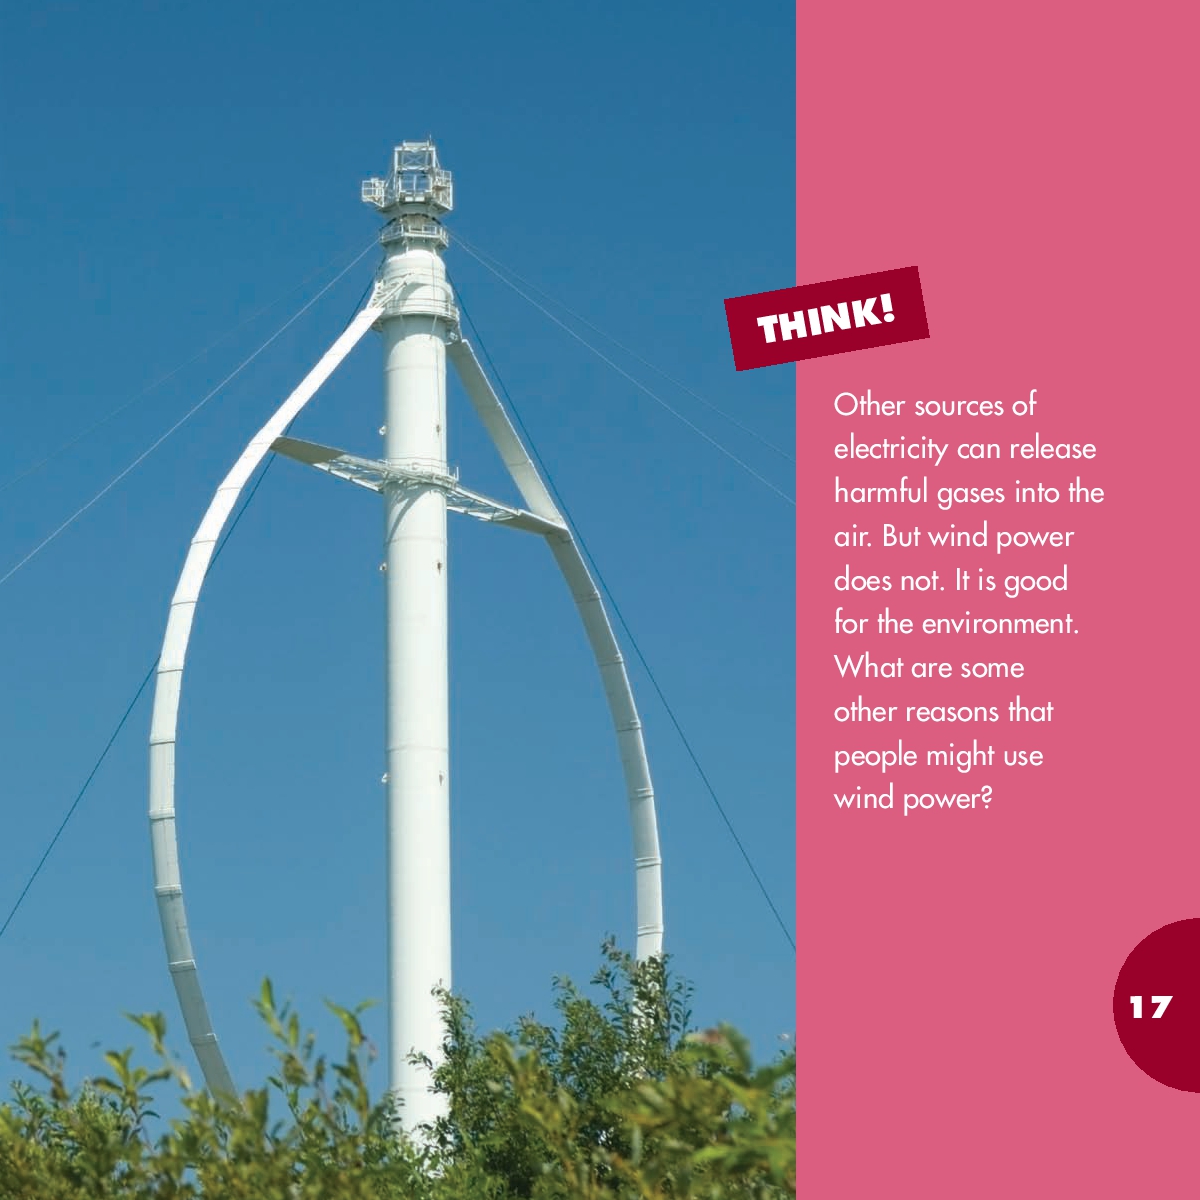 THINK!
Other sources of
electricity can release
harmful gases into the
air. But wind power
does not. It is good
for the environment.
What are some
other reasons that
people might use
wind power?
17